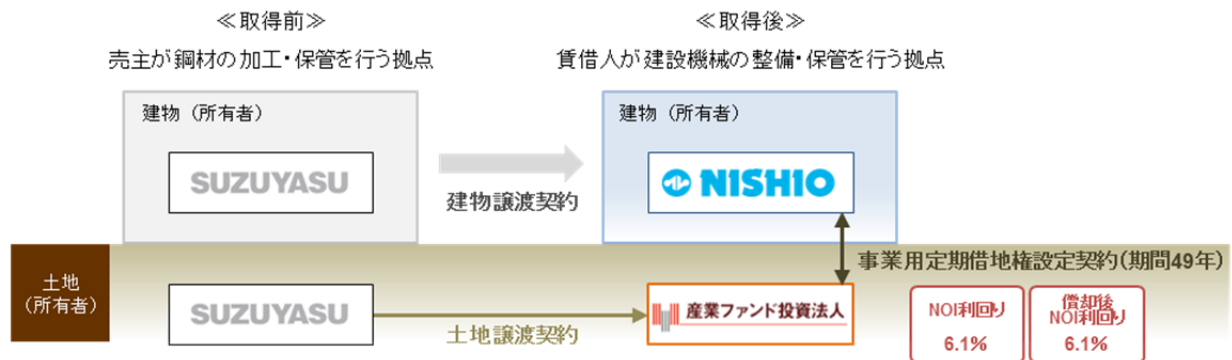 ≪取得前≫
≪取得後≫
売主が鋼材の加工・保管を行う拠点
賃借人が建設機械の整備・保管を行う拠点
建物（所有者）
建物（所有者）
SUZUYASU
NISHIO
建物譲渡契約
事業用定期借地権設定契約(期間49年)
土地
（所有者）
SUZUYASU
産業ファンド投資法人
土地譲渡契約
NOI利回り
6.1%
償却後
NOI利回り
6.1%